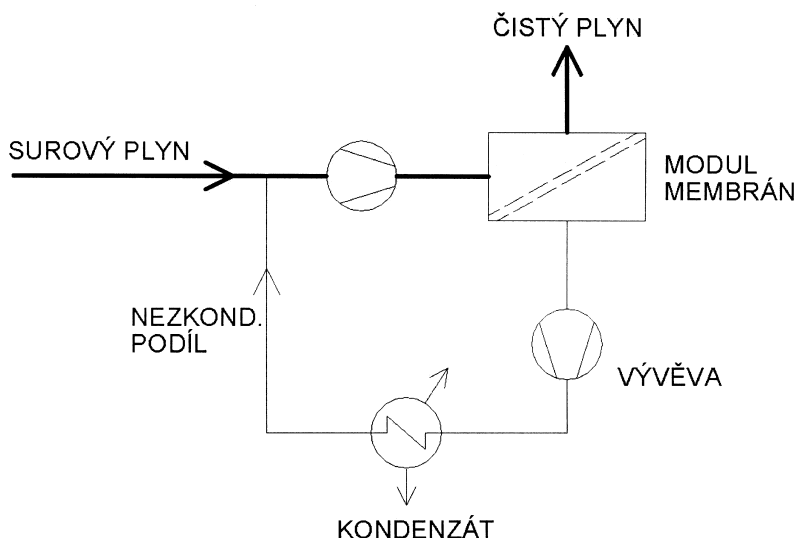 ČISTÝ PLYN
SUROVÝ PLYN
MODUL
MEMBRÁN
NEZKOND.
PODÍL
VÝVĚVA
KONDENZÁT